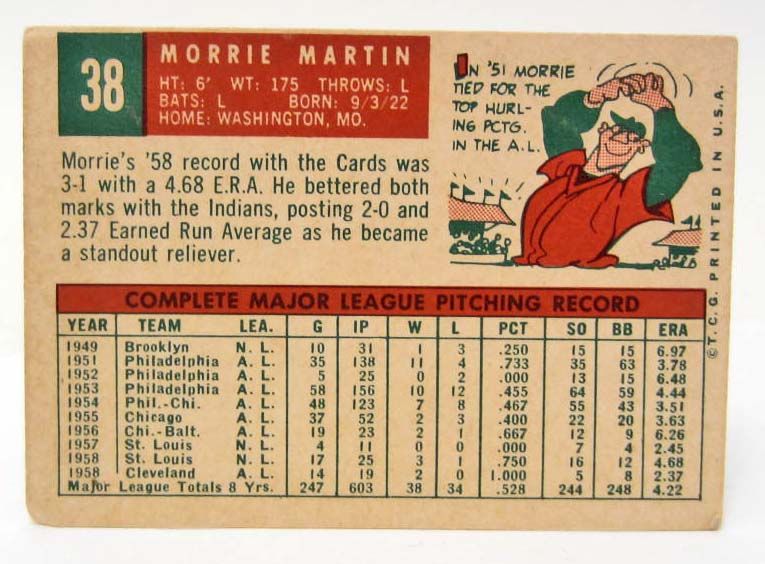 38
MORRIE MARTIN
HT: 6' WT: 175 THROWS: L
BATS: L BORN: 9/3/22
HOME: WASHINGTON, MO.
Morrie's '58 record with the Cards was
3-1 with a 4.68 E.R.A. He bettered both
marks with the Indians, posting 2-0 and
2.37 Earned Run Average as he became
a standout reliever.
IN '51 MORRIE
TIED FOR THE
TOP HURL-
ING PCTG.
IN THE A.L.
©T.C.G. PRINTED IN U.S.A.
COMPLETE MAJOR LEAGUE PITCHING RECORD
YEAR TEAM LEA. G IP W L PCT SO BB ERA
1949 Brooklyn N. L. 10 31 1 3 .250 15 15 6.97
1951 Philadelphia A. L. 35 138 11 4 .733 35 63 3.78
1952 Philadelphia A. L. 5 25 0 2 .000 13 15 6.48
1953 Philadelphia A. L. 58 156 10 12 .455 64 59 4.44
1954 Phil.-Chi. A. L. 48 123 7 8 .467 55 43 3.51
1955 Chicago A. L. 37 52 2 3 .400 22 20 3.63
1956 Chi.-Balt. A. L. 19 23 2 1 .667 12 9 6.26
1957 St. Louis N. L. 4 11 0 0 .000 7 4 2.45
1958 St. Louis N. L. 17 25 3 1 .750 16 12 4.68
1958 Cleveland A. L. 14 19 2 0 1.000 5 8 2.37
Major League Totals 8 Yrs. 247 603 38 34 .528 244 248 4.22